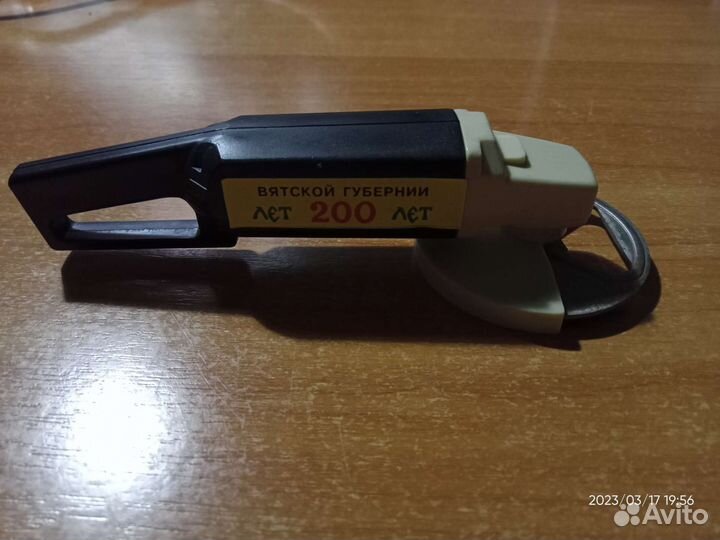 ВЯТСКОЙ ГУБЕРНИИ
ЛЕТ 200 ЛЕТ
2023/03/17 19:56
Avito